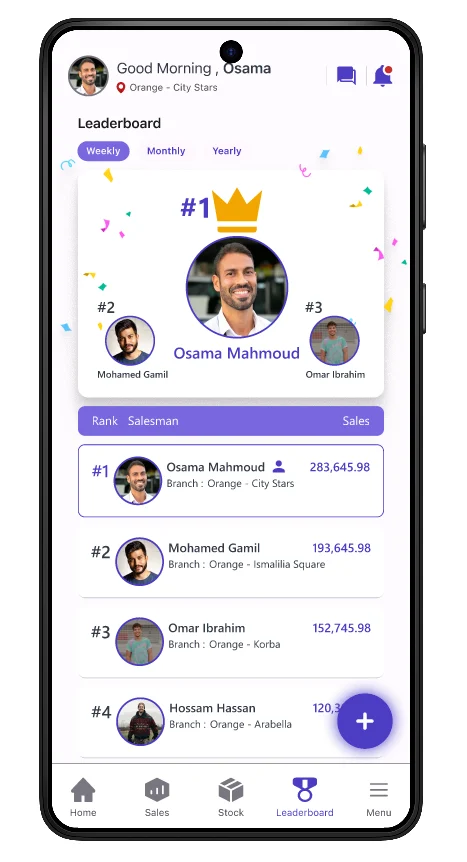 Good Morning , Osama
Orange - City Stars
Leaderboard
Weekly Monthly Yearly
#1
#2
#3
Osama Mahmoud
Mohamed Gamil
Omar Ibrahim
Rank Salesman Sales
#1 Osama Mahmoud 283,645.98
Branch : Orange - City Stars
#2 Mohamed Gamil 193,645.98
Branch : Orange - Ismalilia Square
#3 Omar Ibrahim 152,745.98
Branch : Orange - Korba
#4 Hossam Hassan 120,3
Branch : Orange - Arabella
Home Sales Stock Leaderboard Menu